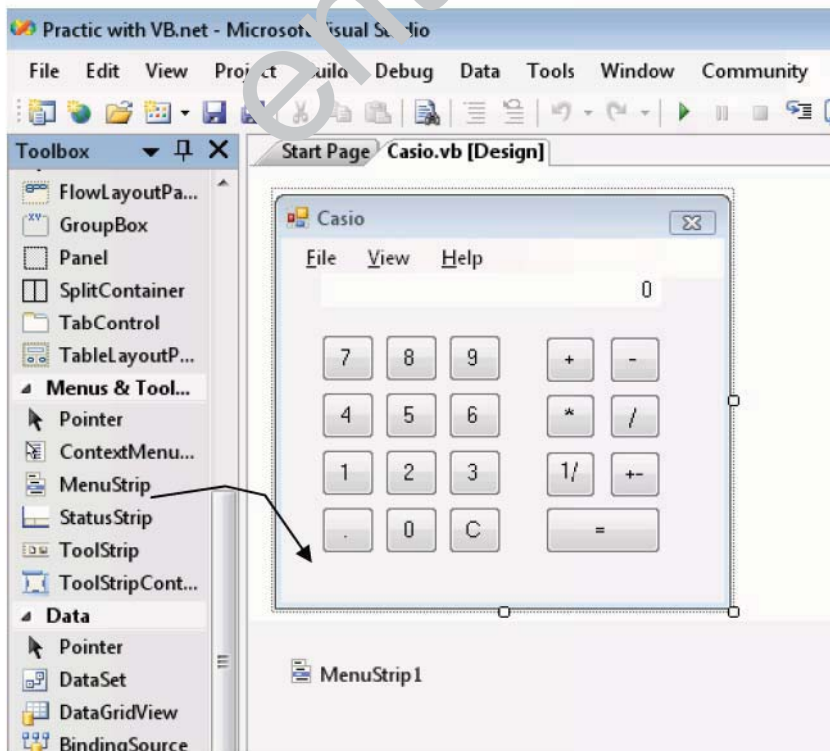 Practic with VB.net - Microsoft Visual Studio
File Edit View Project Build Debug Data Tools Window Community
Toolbox
Start Page Casio.vb [Design]
FlowLayoutPa...
GroupBox
Panel
SplitContainer
TabControl
TableLayoutP...
Menus & Tool...
Pointer
ContextMenu...
MenuStrip
StatusStrip
ToolStrip
ToolStripCont...
Data
Pointer
DataSet
DataGridView
BindingSource
Casio
File View Help
0
7 8 9 + -
4 5 6 * /
1 2 3 1/ +-
. 0 C =
MenuStrip1